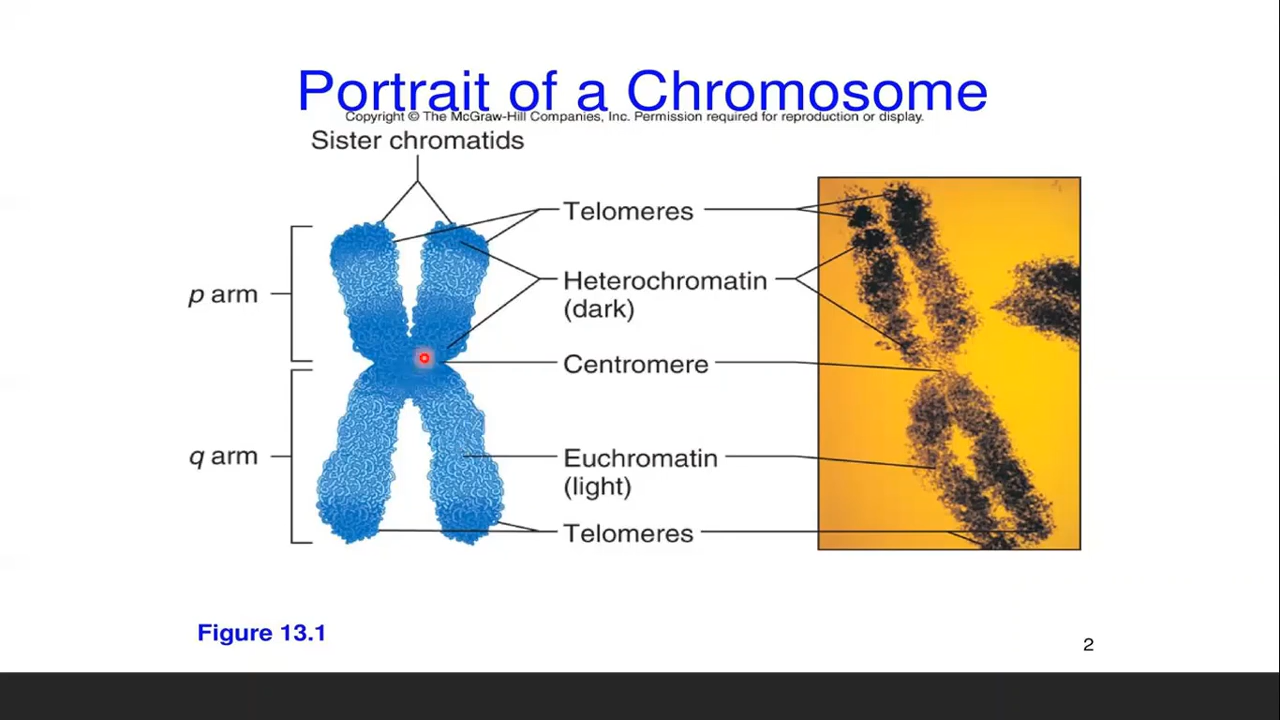 Portrait of a Chromosome
Copyright © The McGraw-Hill Companies, Inc. Permission required for reproduction or display.
Sister chromatids
Telomeres
p arm
Heterochromatin
(dark)
Centromere
q arm
Euchromatin
(light)
Telomeres
Figure 13.1
2